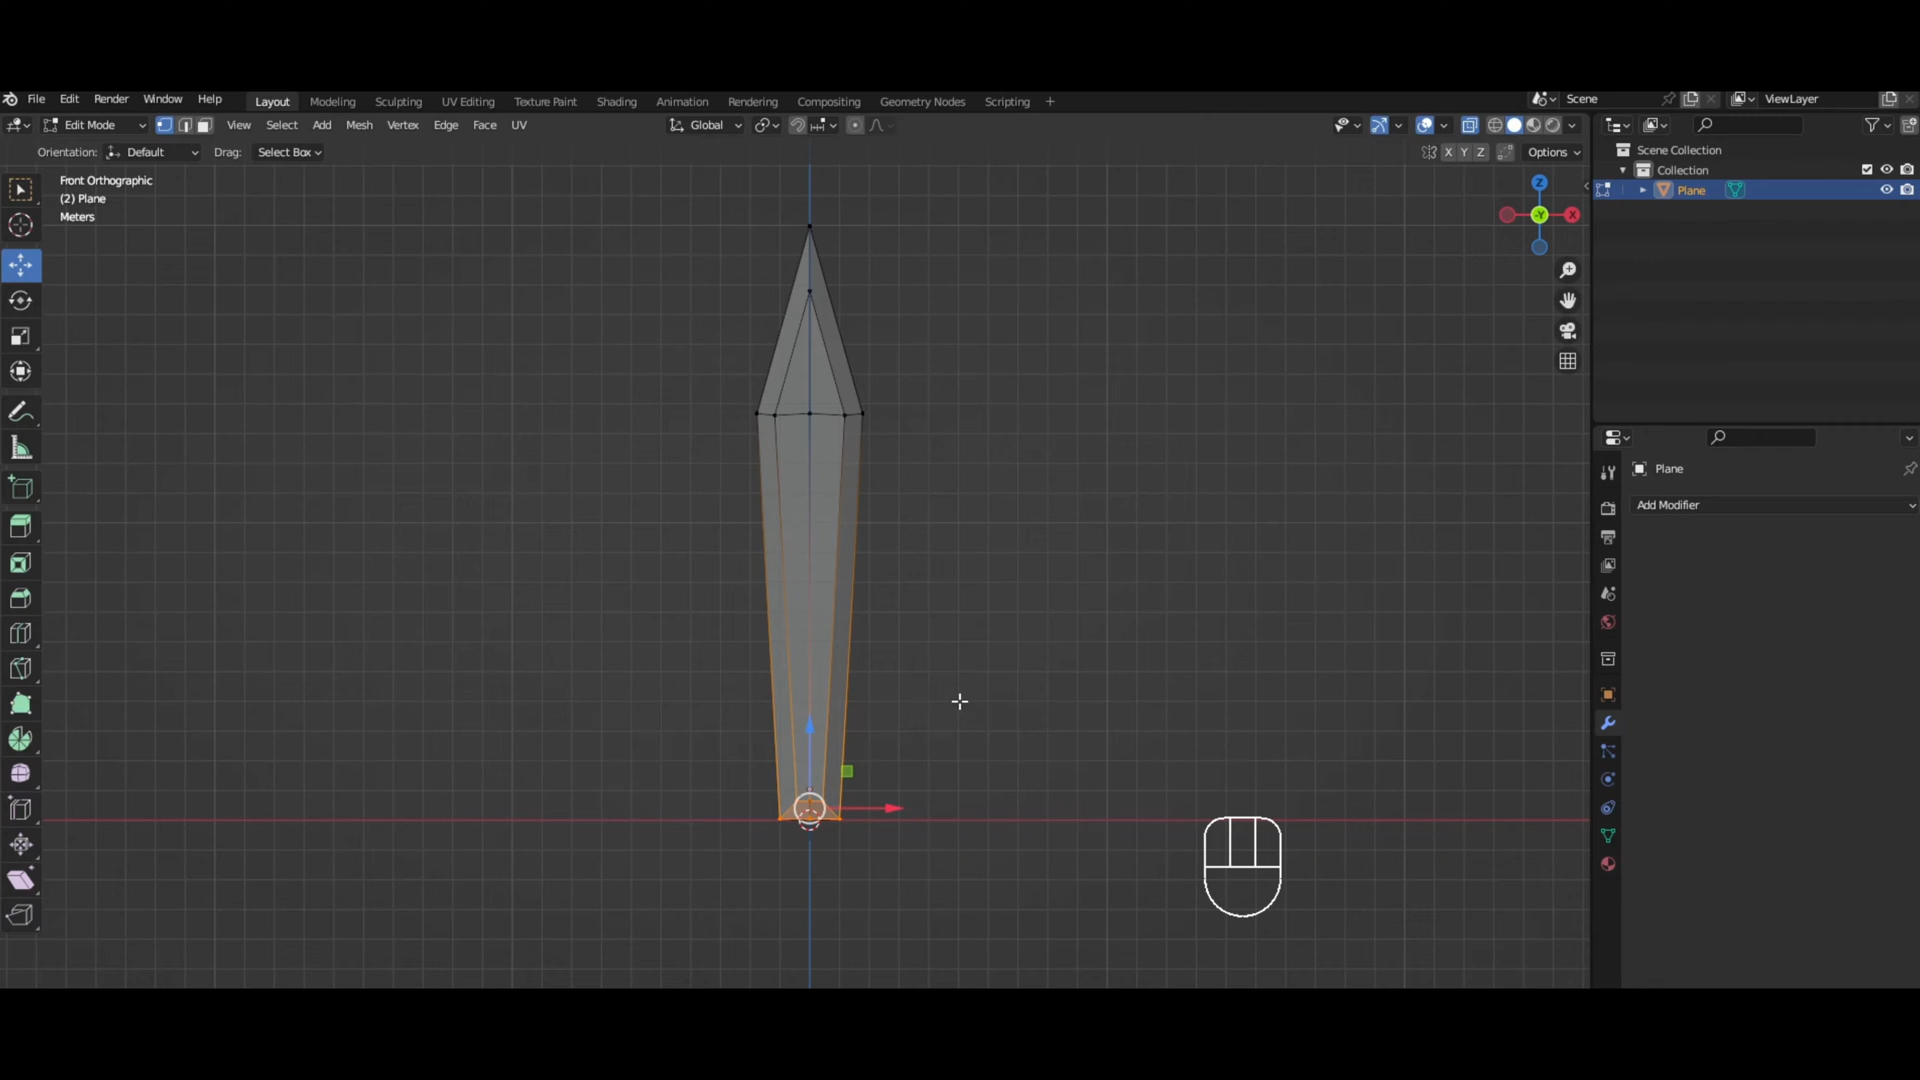 File Edit Render Window Help Layout Modeling Sculpting UV Editing Texture Paint Shading Animation Rendering Compositing Geometry Nodes Scripting + Scene ViewLayer
Edit Mode View Select Add Mesh Vertex Edge Face UV Global
Orientation: Default Drag: Select Box X Y Z Options
Front Orthographic
(2) Plane
Meters
Z
-Y
X
Scene Collection
Collection
Plane
Plane
Add Modifier